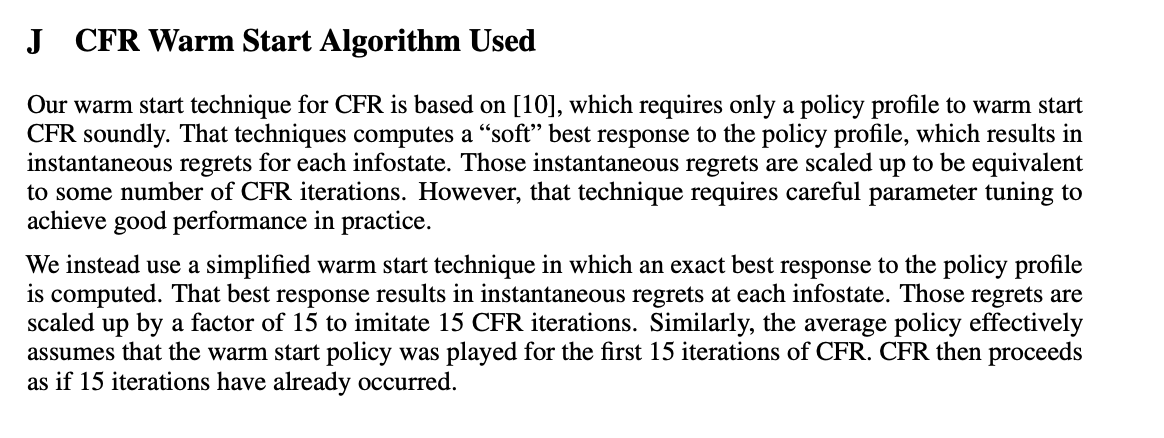 J CFR Warm Start Algorithm Used
Our warm start technique for CFR is based on [10], which requires only a policy profile to warm start
CFR soundly. That techniques computes a “soft” best response to the policy profile, which results in
instantaneous regrets for each infostate. Those instantaneous regrets are scaled up to be equivalent
to some number of CFR iterations. However, that technique requires careful parameter tuning to
achieve good performance in practice.
We instead use a simplified warm start technique in which an exact best response to the policy profile
is computed. That best response results in instantaneous regrets at each infostate. Those regrets are
scaled up by a factor of 15 to imitate 15 CFR iterations. Similarly, the average policy effectively
assumes that the warm start policy was played for the first 15 iterations of CFR. CFR then proceeds
as if 15 iterations have already occurred.